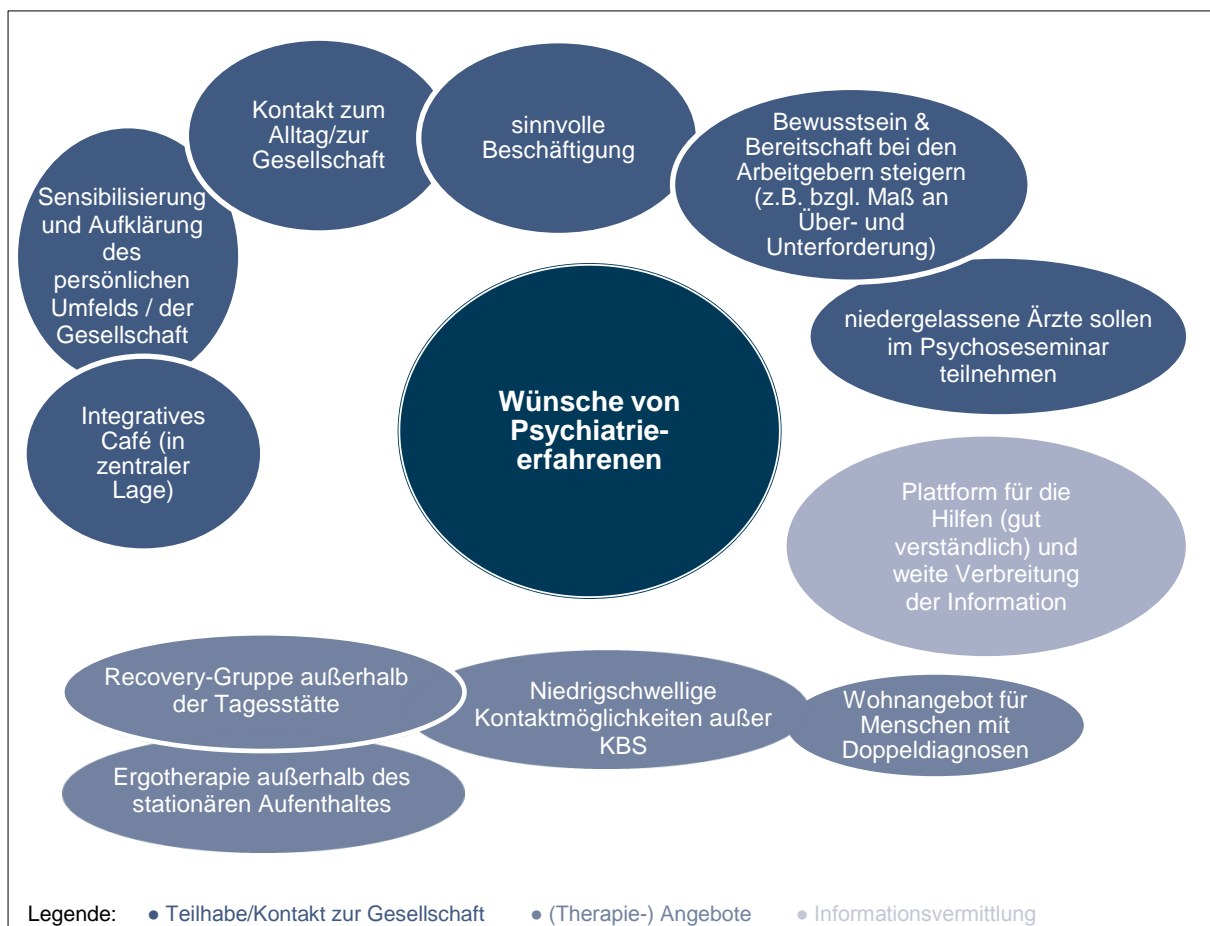 Kontakt zum
Alltag/zur
Gesellschaft
sinnvolle
Beschäftigung
Bewusstsein &
Bereitschaft bei den
Arbeitgebern steigern
(z.B. bzgl. Maß an
Über- und
Unterforderung)
Sensibilisierung
und Aufklärung
des
persönlichen
Umfelds / der
Gesellschaft
niedergelassene Ärzte sollen
im Psychoseseminar
teilnehmen
Integratives
Café (in
zentraler
Lage)
Wünsche von
Psychiatrie-
erfahrenen
Plattform für die
Hilfen (gut
verständlich) und
weite Verbreitung
der Information
Recovery-Gruppe außerhalb
der Tagesstätte
Niedrigschwellige
Kontaktmöglichkeiten außer
KBS
Wohnangebot für
Menschen mit
Doppeldiagnosen
Ergotherapie außerhalb des
stationären Aufenthaltes
Legende: ● Teilhabe/Kontakt zur Gesellschaft ● (Therapie-) Angebote ● Informationsvermittlung